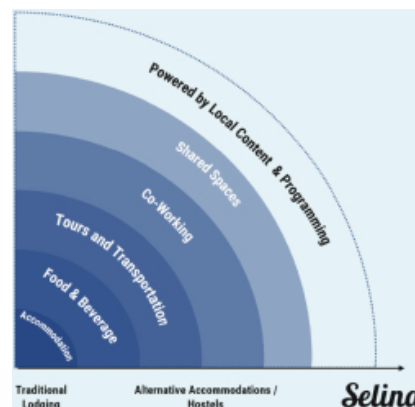 Powered by Local Content & Programming
Shared Spaces
Co-Working
Tours and Transportation
Food & Beverage
Accommodation
Traditional
Lodging
Alternative Accommodations /
Hostels
Selina